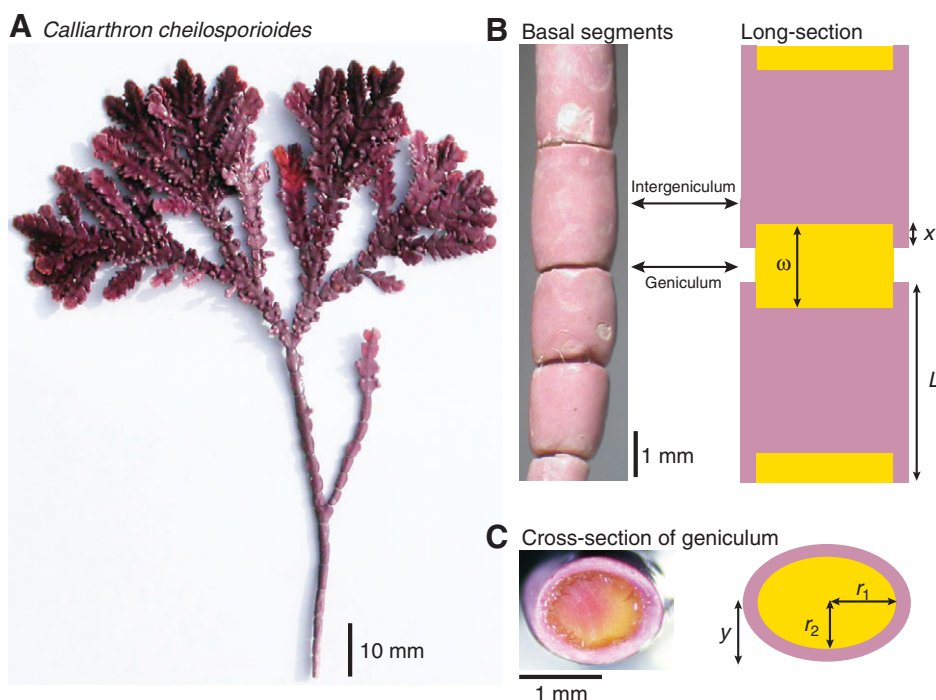 A Calliarthron cheilosporioides
10 mm
B Basal segments Long-section
Intergeniculum
x
ω
Geniculum
L
1 mm
C Cross-section of geniculum
r1
r2
y
1 mm